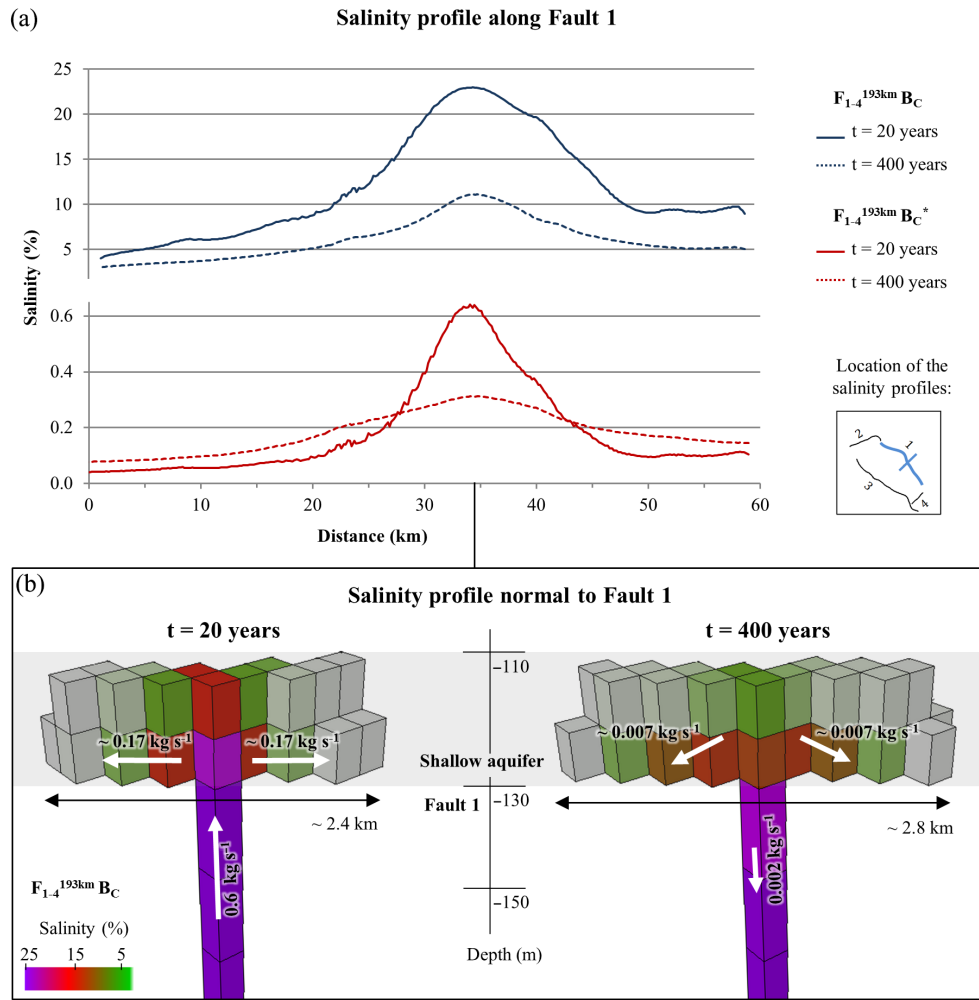 (a)
Salinity profile along Fault 1
25
20
15
10
5
0.6
0.4
0.2
0.0
Salinity (%)
0 10 20 30 40 50 60
Distance (km)
F₁₋₄¹⁹³ᵏᵐ B_C
t = 20 years
t = 400 years
F₁₋₄¹⁹³ᵏᵐ B_C*
t = 20 years
t = 400 years
Location of the
salinity profiles:
1
2
3
4
(b)
Salinity profile normal to Fault 1
t = 20 years
t = 400 years
−110
~ 0.17 kg s⁻¹ ~ 0.17 kg s⁻¹
~ 0.007 kg s⁻¹ ~ 0.007 kg s⁻¹
Shallow aquifer
Fault 1
−130
~ 2.4 km
~ 2.8 km
0.6 kg s⁻¹
0.002 kg s⁻¹
−150
Depth (m)
F₁₋₄¹⁹³ᵏᵐ B_C
Salinity (%)
25 15 5